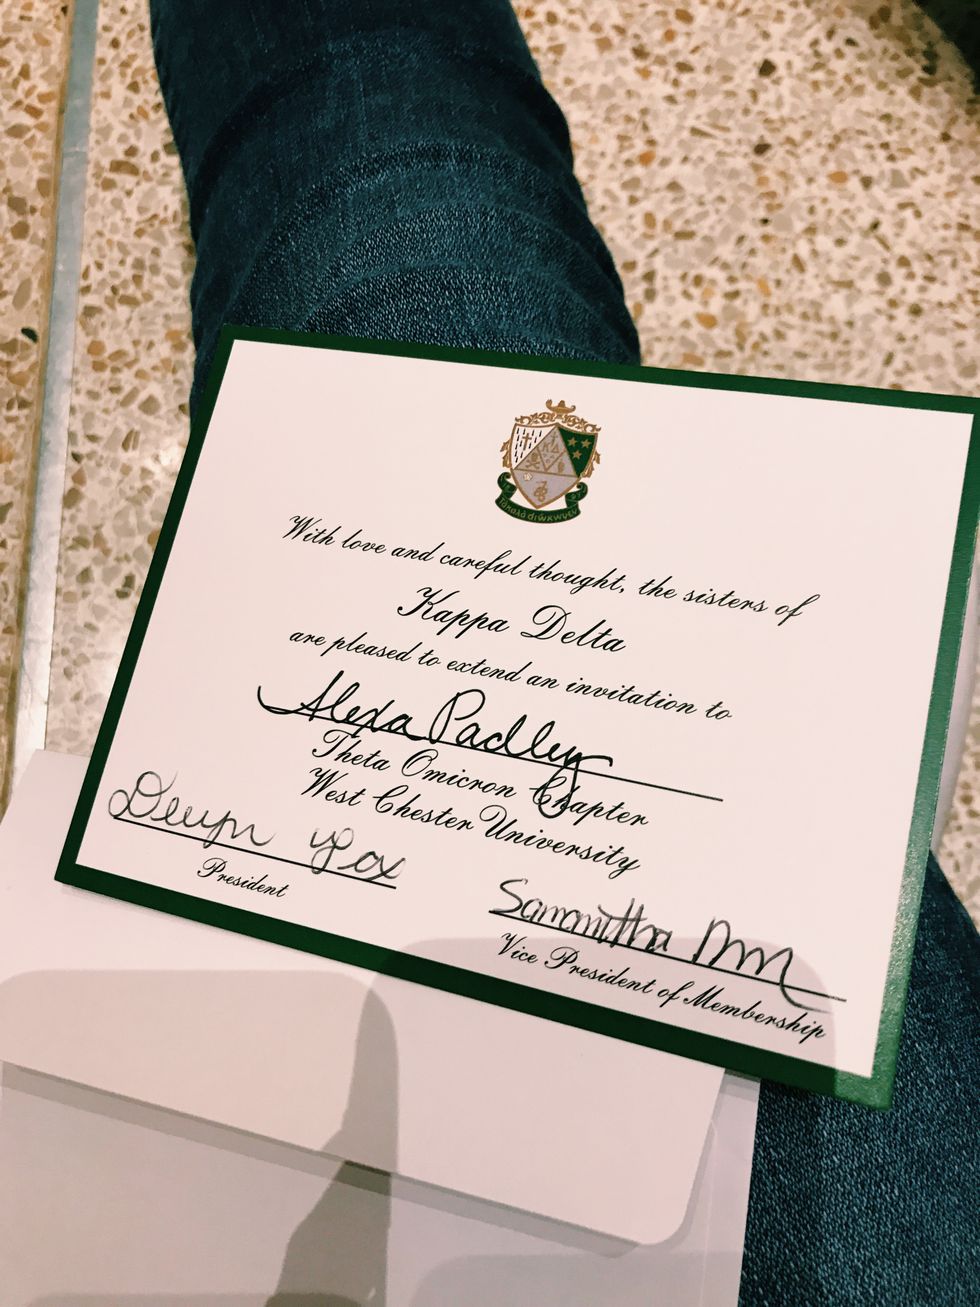 With love and careful thought, the sisters of
Kappa Delta
are pleased to extend an invitation to
Alexa Padley
Theta Omicron Chapter
West Chester University
President
Samantha
Vice President of Membership